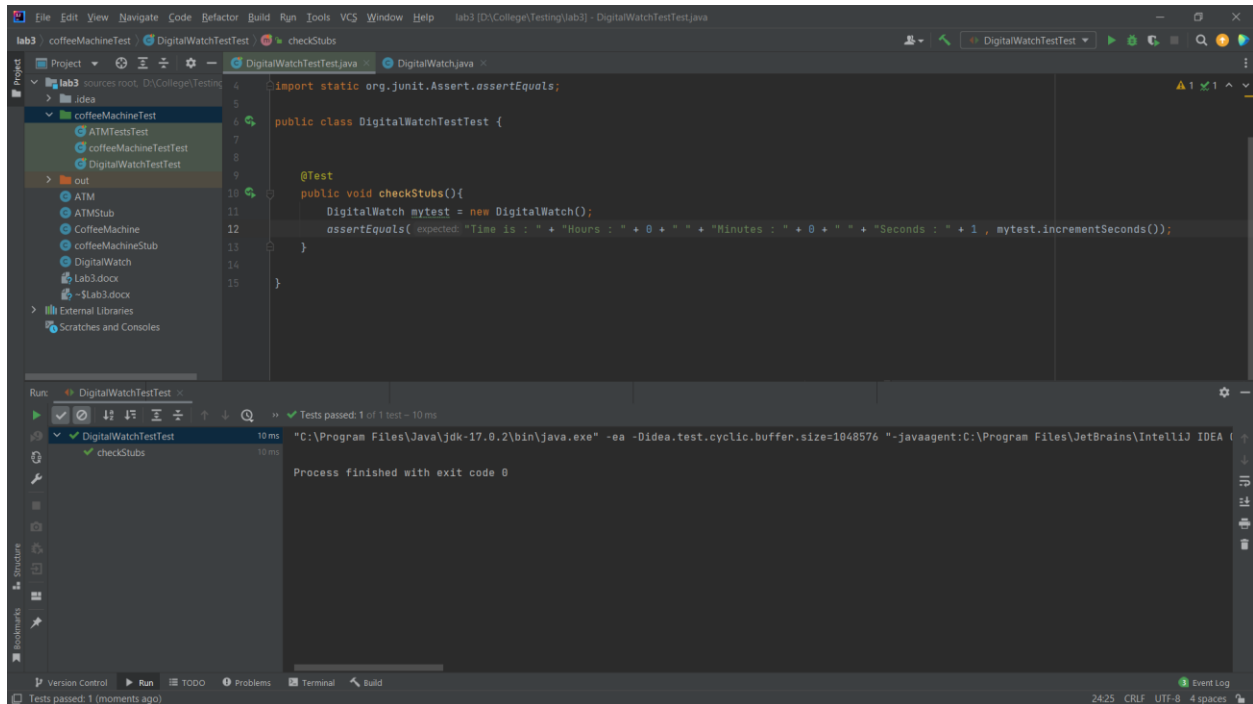 File Edit View Navigate Code Refactor Build Run Tools VCS Window Help lab3 [D:\College\Testing\lab3] - DigitalWatchTestTest.java
lab3 coffeeMachineTest DigitalWatchTestTest checkStubs DigitalWatchTestTest
Project DigitalWatchTestTest.java DigitalWatch.java
Project
lab3 sources root, D:\College\Testing
.idea
coffeeMachineTest
ATMTestsTest
coffeeMachineTestTest
DigitalWatchTestTest
out
ATM
ATMStub
CoffeeMachine
coffeeMachineStub
DigitalWatch
Lab3.docx
~$Lab3.docx
External Libraries
Scratches and Consoles
4 import static org.junit.Assert.assertEquals;
1 1
5
6 public class DigitalWatchTestTest {
7
8
9 @Test
10 public void checkStubs(){
11 DigitalWatch mytest = new DigitalWatch();
12 assertEquals( expected: "Time is : " + "Hours : " + 0 + " " + "Minutes : " + 0 + " " + "Seconds : " + 1 , mytest.incrementSeconds());
13 }
14
15 }
Run: DigitalWatchTestTest
Tests passed: 1 of 1 test – 10 ms
DigitalWatchTestTest 10 ms
checkStubs 10 ms
"C:\Program Files\Java\jdk-17.0.2\bin\java.exe" -ea -Didea.test.cyclic.buffer.size=1048576 "-javaagent:C:\Program Files\JetBrains\IntelliJ IDEA
Process finished with exit code 0
Structure
Bookmarks
Version Control Run TODO Problems Terminal Build Event Log
Tests passed: 1 (moments ago) 24:25 CRLF UTF-8 4 spaces